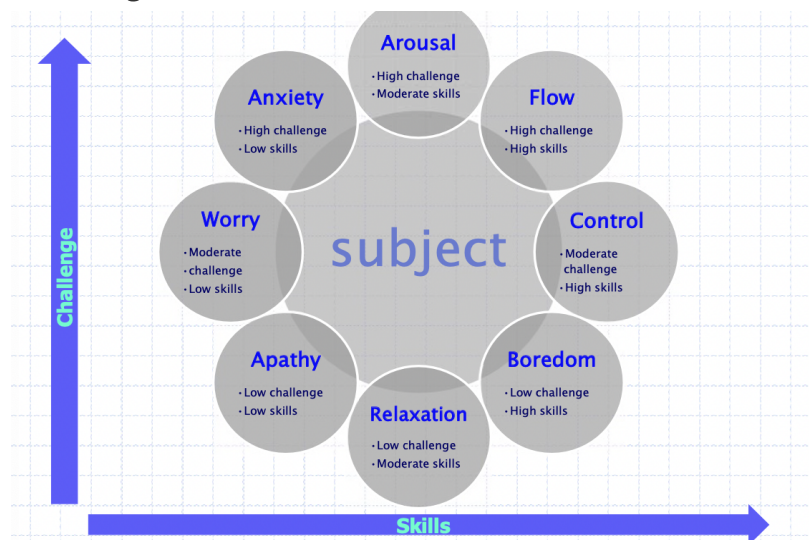 Arousal
• High challenge
• Moderate skills
Anxiety
• High challenge
• Low skills
Flow
• High challenge
• High skills
Worry
• Moderate
• challenge
• Low skills
subject
Control
• Moderate
challenge
• High skills
Apathy
• Low challenge
• Low skills
Boredom
• Low challenge
• High skills
Relaxation
• Low challenge
• Moderate skills
Challenge
Skills